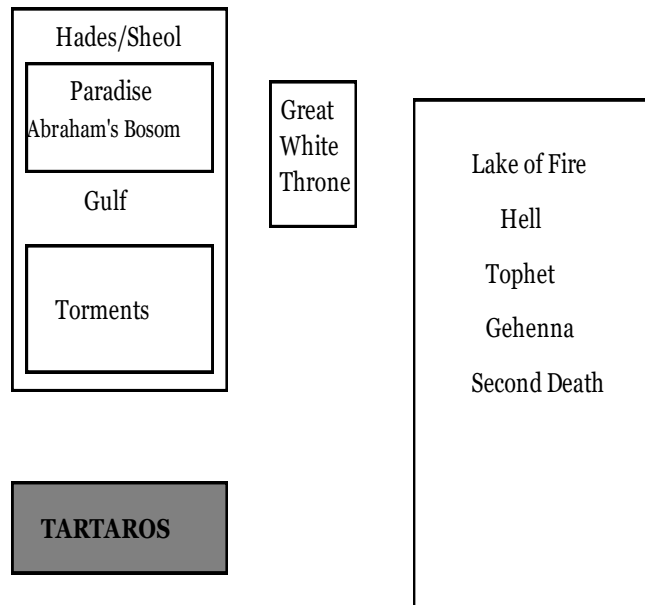 Hades/Sheol
Paradise
Abraham's Bosom
Gulf
Torments
TARTAROS
Great
White
Throne
Lake of Fire
Hell
Tophet
Gehenna
Second Death